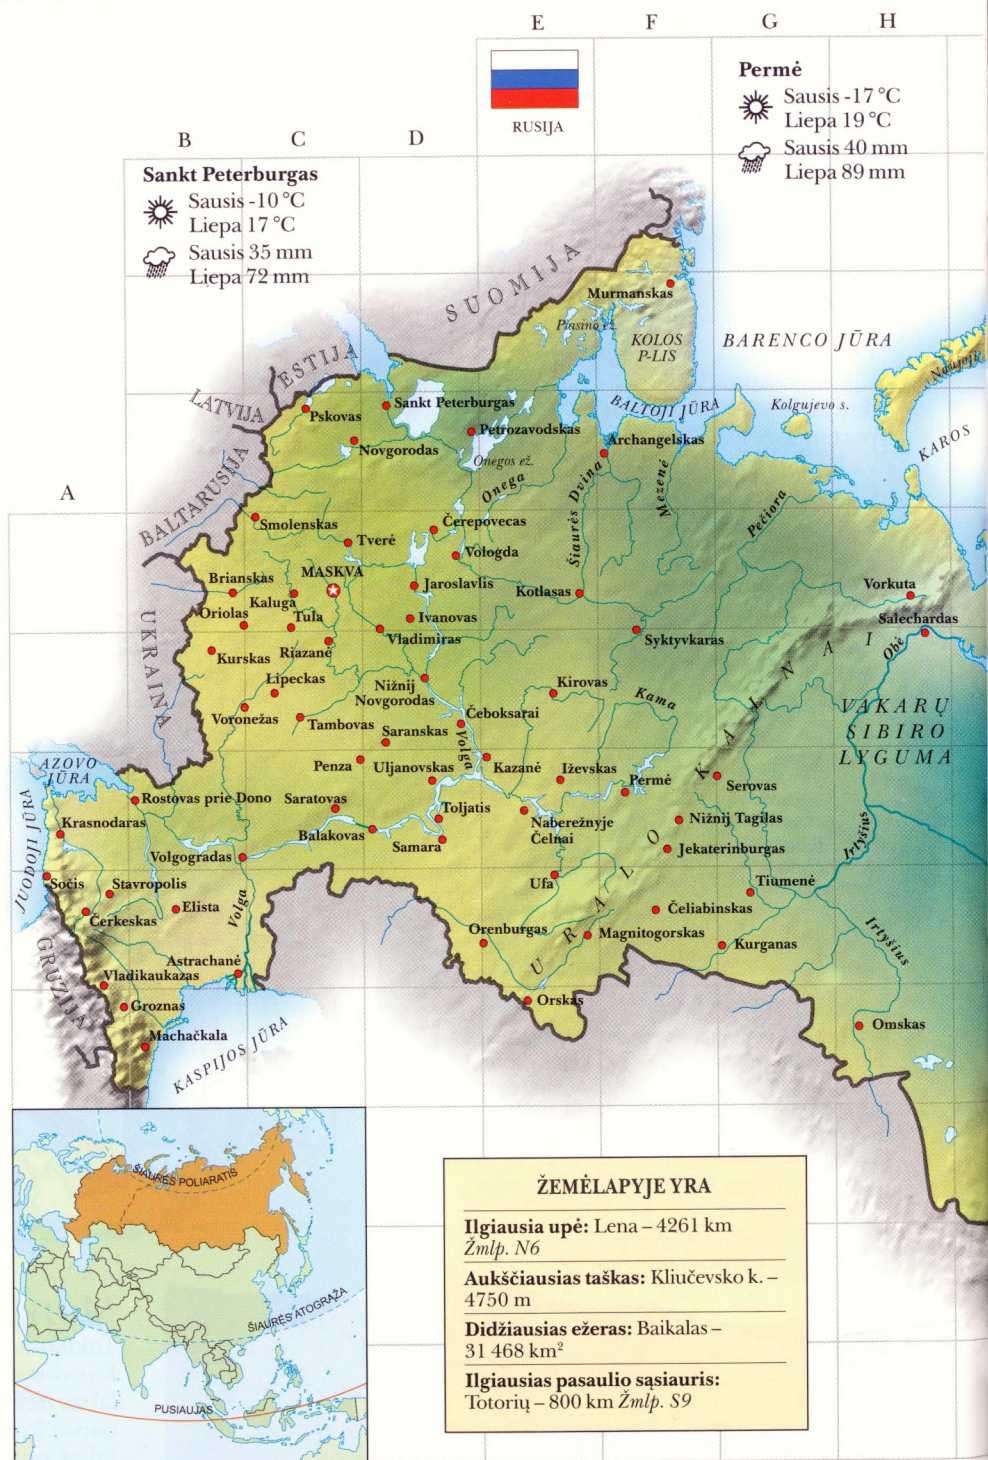 E F G H
RUSIJA
Permė
Sausis -17 °C
Liepa 19 °C
Sausis 40 mm
Liepa 89 mm
B C D
Sankt Peterburgas
Sausis -10 °C
Liepa 17 °C
Sausis 35 mm
Liepa 72 mm
SUOMIJA
Murmanskas
Piasino ež.
KOLOS
P-LIS
BARENCO JŪRA
ESTIJA
LATVIJA
Naujoji
Pskovas
Sankt Peterburgas
BALTOJI JŪRA
Kolgujevo s.
KAROS
Novgorodas
Petrozavodskas
Archangelskas
Onegos ež.
Onega
Šiaurės Dvina
Mezenė
Pečiora
BALTARUSIJA
A
Smolenskas
Čerepovecas
Tverė
Vologda
Brianskas
MASKVA
Jaroslavlis
Kotlasas
Vorkuta
Kaluga
Oriolas
Tula
Ivanovas
Salechardas
UKRAINA
Vladimiras
Syktyvkaras
Obė
Kurskas
Riazanė
Lipeckas
Nižnij
Novgorodas
Kirovas
Kama
Voronežas
Tambovas
Čeboksarai
VAKARŲ
SIBIRO
LYGUMA
Saranskas
Volga
AZOVO
JŪRA
Penza
Uljanovskas
Kazanė
Iževskas
Permė
Serovas
Rostovas prie Dono
Saratovas
Toljatis
Naberežnyje
Čelnai
Nižnij Tagilas
Krasnodaras
Balakovas
Samara
JUODOJI JŪRA
Volgogradas
Jekaterinburgas
Irtyšius
Sočis
Stavropolis
Ufa
Tiumenė
Čerkeskas
Elista
Volga
Čeliabinskas
Irtyšius
URALO KALNAI
Orenburgas
Magnitogorskas
Kurganas
GRUZIJA
Astrachanė
Vladikaukazas
Groznas
Orskas
Omskas
Machačkala
KASPIJOS JŪRA
ŠIAURĖS POLIARATIS
ŠIAURĖS ATOGRĄŽA
PUSIAUJAS
ŽEMĖLAPYJE YRA
Ilgiausia upė: Lena – 4261 km
Žmlp. N6
Aukščiausias taškas: Kliučevsko k. –
4750 m
Didžiausias ežeras: Baikalas –
31 468 km²
Ilgiausias pasaulio sąsiauris:
Totorių – 800 km Žmlp. S9